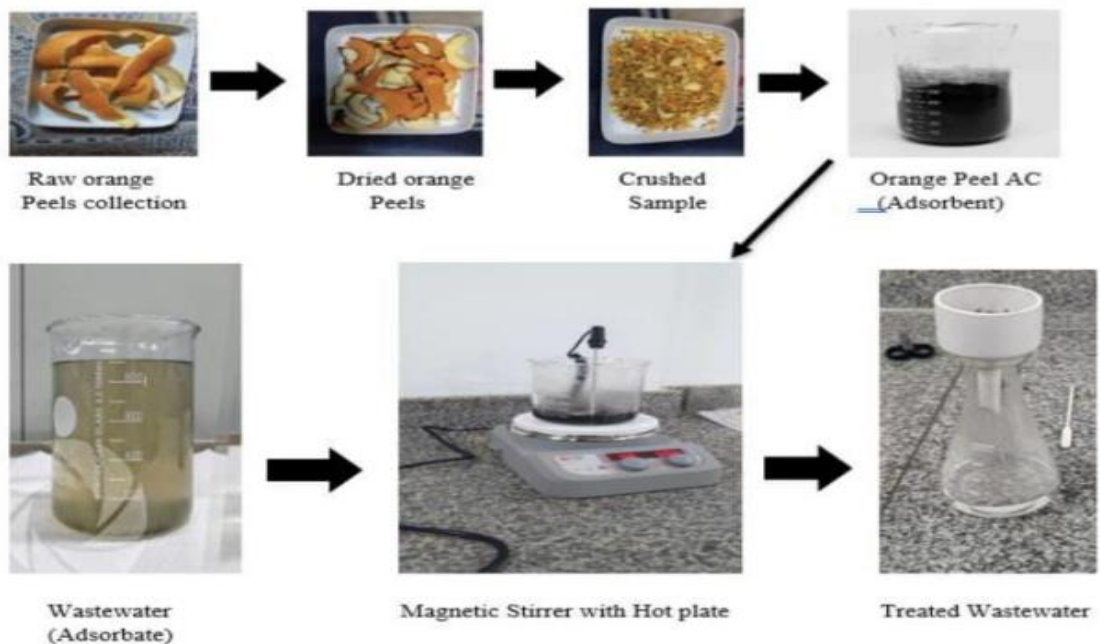 Raw orange
Peels collection
Dried orange
Peels
Crushed
Sample
Orange Peel AC
(Adsorbent)
Wastewater
(Adsorbate)
Magnetic Stirrer with Hot plate
Treated Wastewater